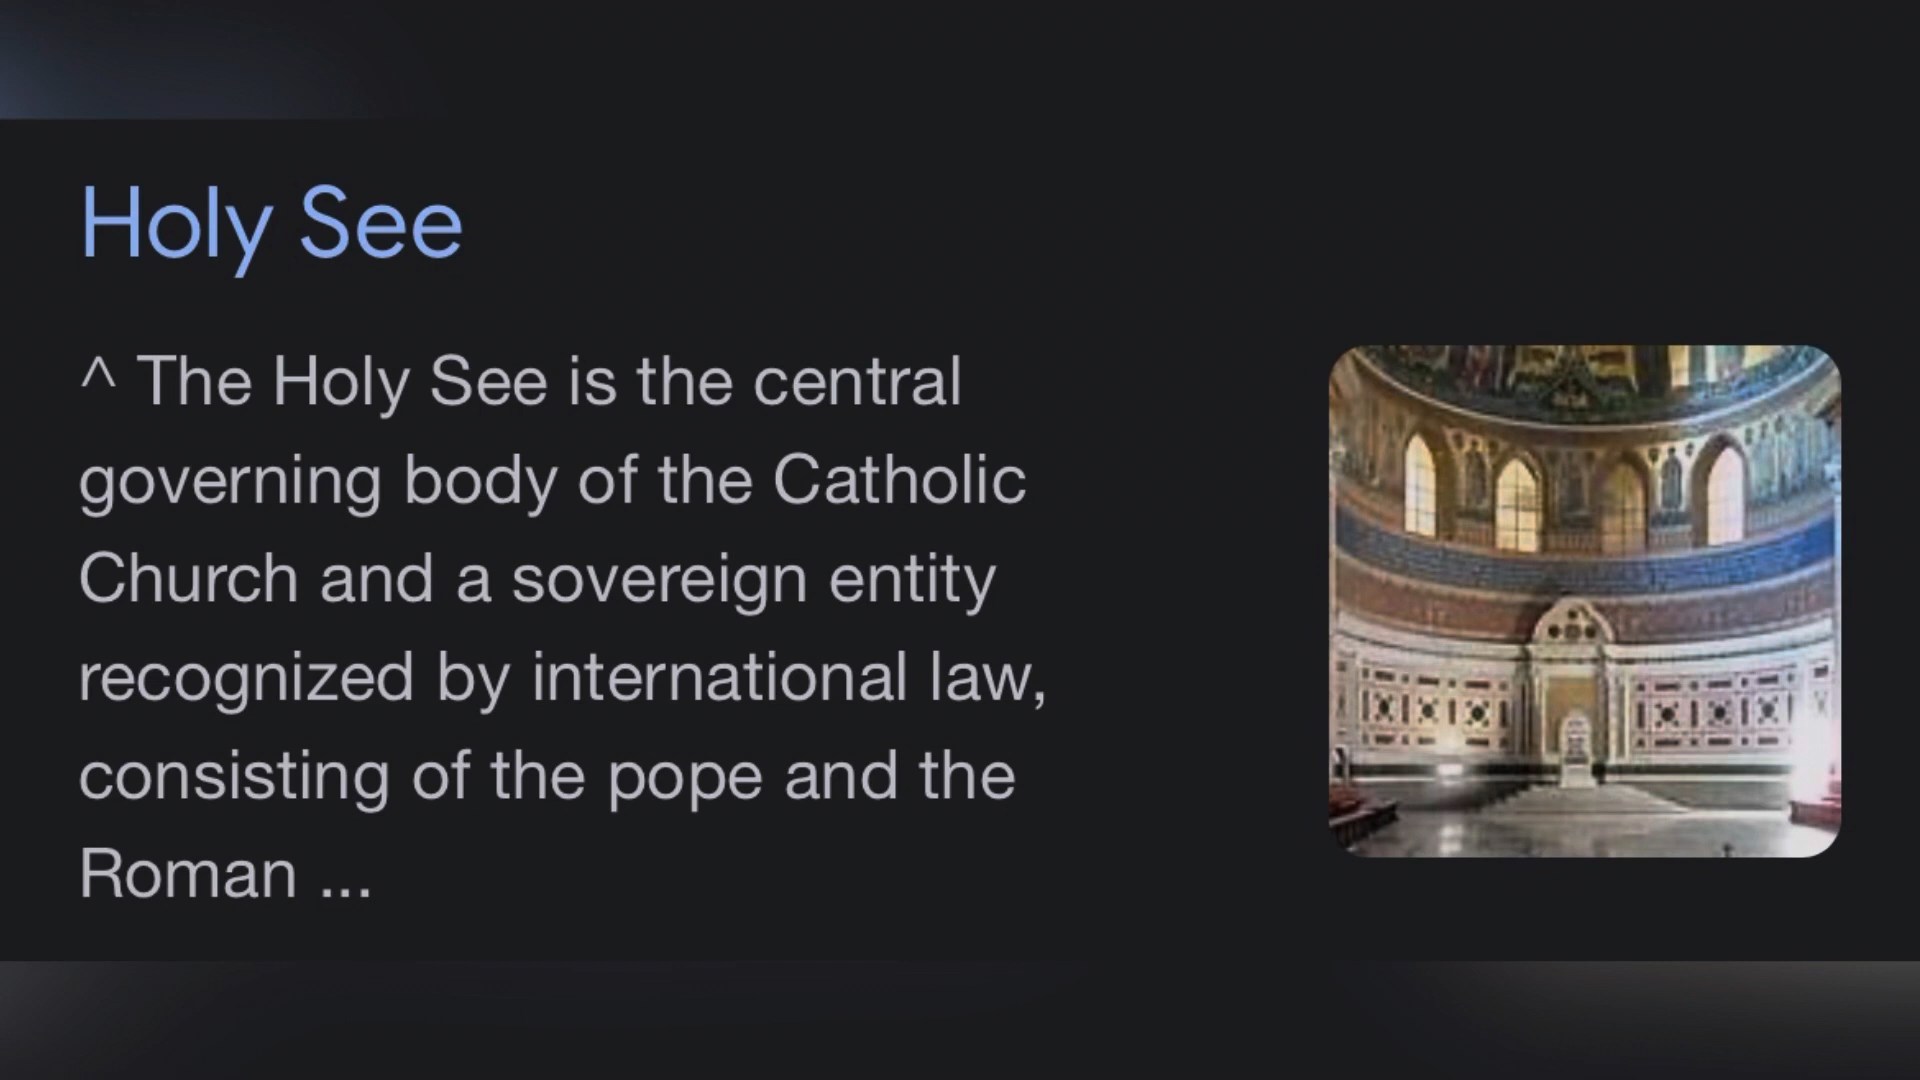 Holy See
^ The Holy See is the central
governing body of the Catholic
Church and a sovereign entity
recognized by international law,
consisting of the pope and the
Roman ...